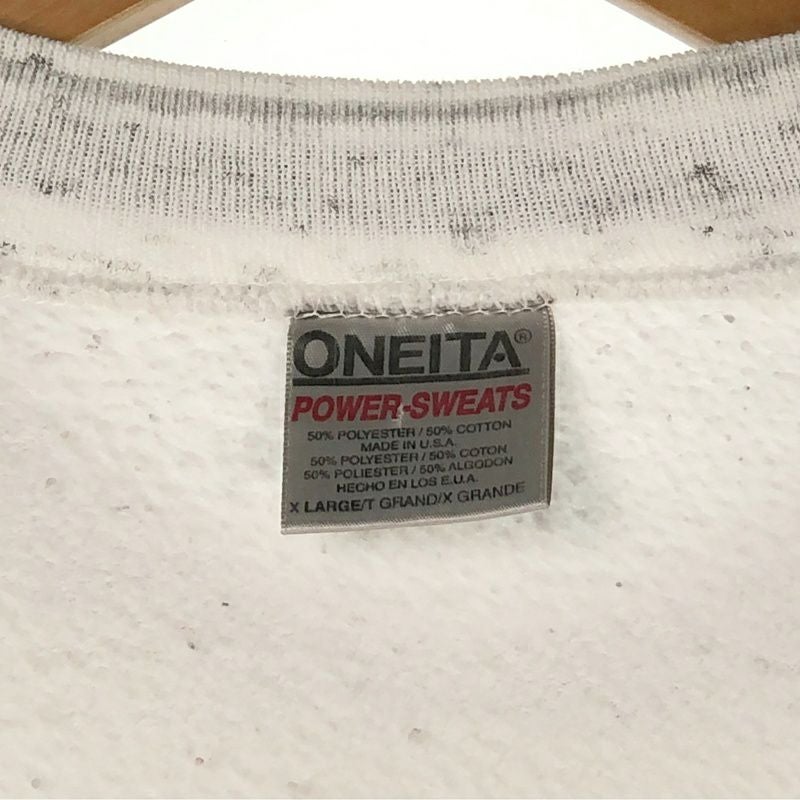 ONEITA®
POWER-SWEATS
50% POLYESTER / 50% COTTON
MADE IN U.S.A.
50% POLYESTER / 50% COTON
50% POLIESTER / 50% ALGODON
HECHO EN LOS E.U.A.
X LARGE/T GRAND/X GRANDE